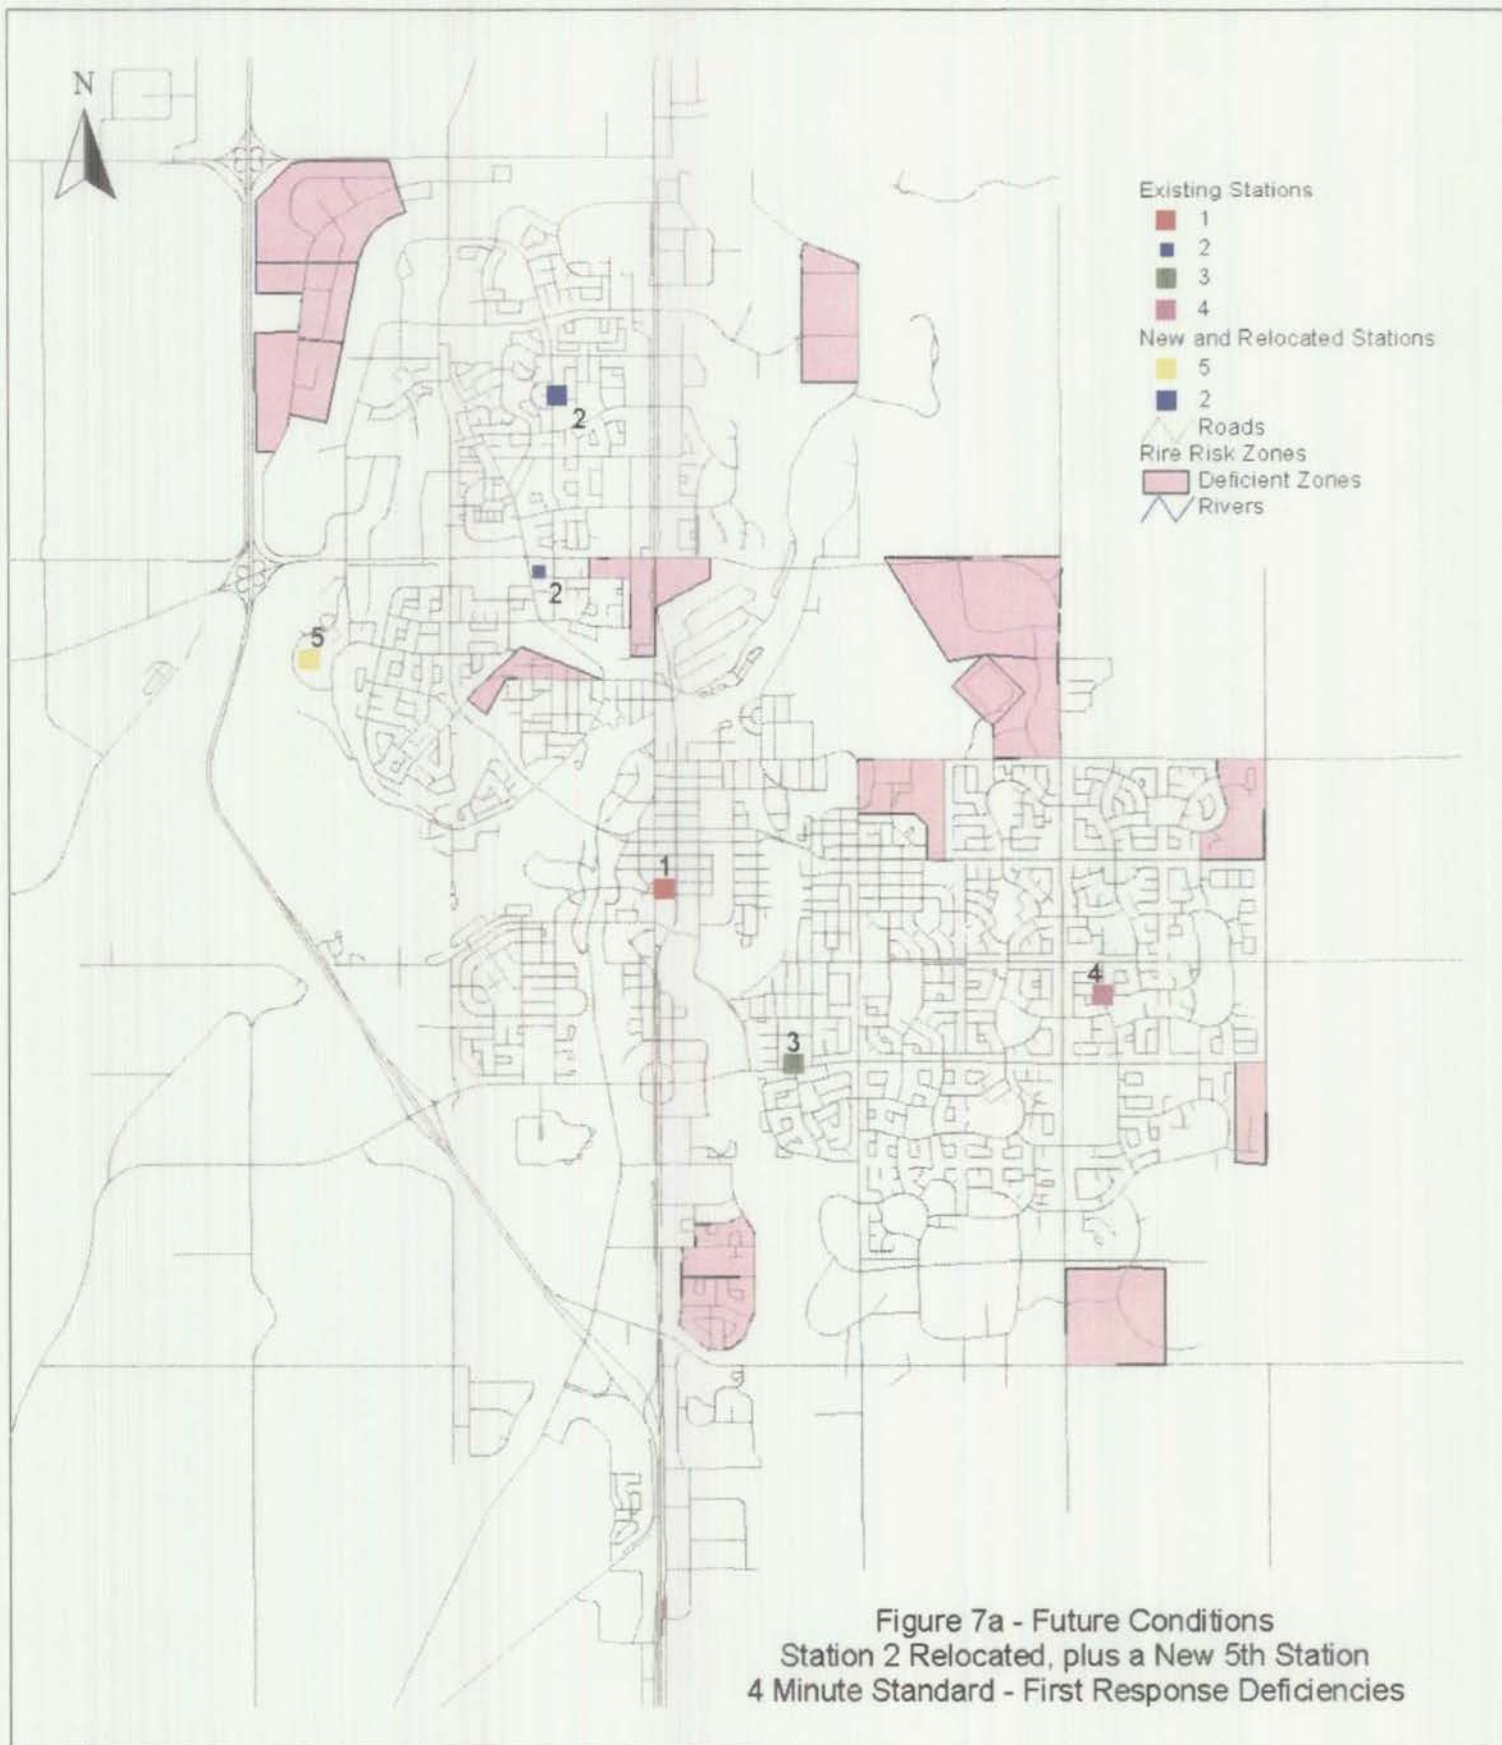 N
Existing Stations
1
2
3
4
New and Relocated Stations
5
2
Roads
Rire Risk Zones
Deficient Zones
Rivers
2
2
5
1
4
3
Figure 7a - Future Conditions
Station 2 Relocated, plus a New 5th Station
4 Minute Standard - First Response Deficiencies